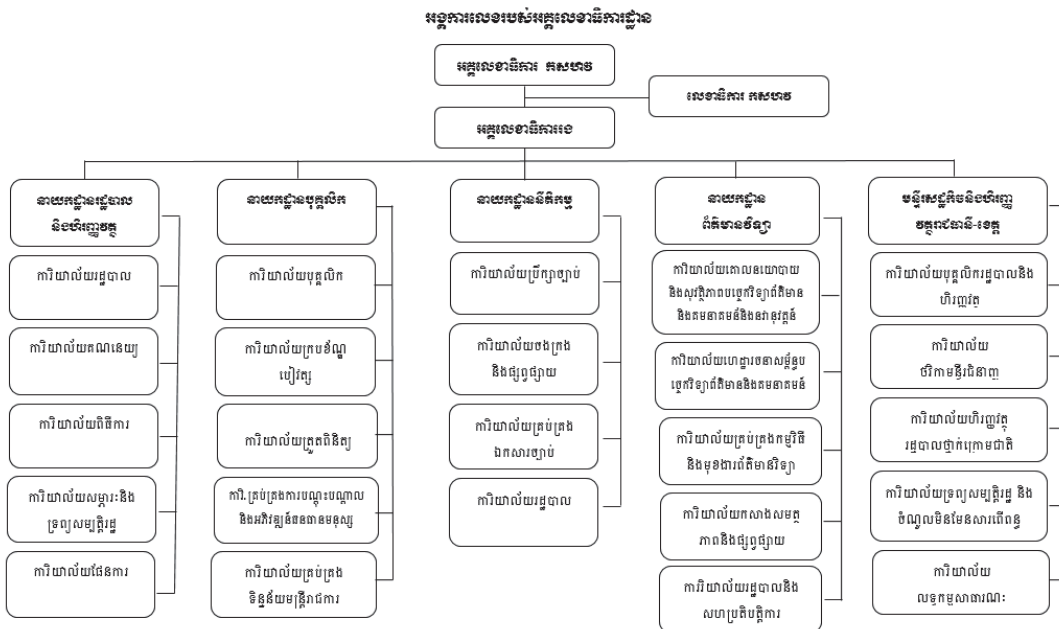 អង្គការលេខរបស់អគ្គលេខាធិការដ្ឋាន
អគ្គលេខាធិការ កសហវ
លេខាធិការ កសហវ
អគ្គលេខាធិការរង
នាយកដ្ឋានរដ្ឋបាល
និងហិរញ្ញវត្ថុ
ការិយាល័យរដ្ឋបាល
ការិយាល័យគណនេយ្យ
ការិយាល័យពិធីការ
ការិយាល័យសម្ភារៈនិង
ទ្រព្យសម្បត្តិរដ្ឋ
ការិយាល័យផែនការ
នាយកដ្ឋានបុគ្គលិក
ការិយាល័យបុគ្គលិក
ការិយាល័យក្របខ័ណ្ឌ
បៀវត្ស
ការិយាល័យត្រួតពិនិត្យ
ការិ.គ្រប់គ្រងការបណ្តុះបណ្តាល
និងអភិវឌ្ឍន៍ធនធានមនុស្ស
ការិយាល័យគ្រប់គ្រង
ទិន្នន័យមន្ត្រីរាជការ
នាយកដ្ឋាននីតិកម្ម
ការិយាល័យប្រឹក្សាច្បាប់
ការិយាល័យចងក្រង
និងផ្សព្វផ្សាយ
ការិយាល័យគ្រប់គ្រង
ឯកសារច្បាប់
ការិយាល័យរដ្ឋបាល
នាយកដ្ឋាន
ព័ត៌មានវិទ្យា
ការិយាល័យគោលនយោបាយ
និងសុវត្ថិភាពបច្ចេកវិទ្យាព័ត៌មាន
និងគមនាគមន៍និងនវានុវត្តន៍
ការិយាល័យហេដ្ឋារចនាសម្ព័ន្ធប
ច្ចេកវិទ្យាព័ត៌មាននិងគមនាគមន៍
ការិយាល័យគ្រប់គ្រងកម្មវិធី
និងមុខងារព័ត៌មានវិទ្យា
ការិយាល័យកសាងសមត្ថ
ភាពនិងផ្សព្វផ្សាយ
ការរិយាល័យរដ្ឋបាលនិង
សហប្រតិបត្តិការ
មន្ទីរសេដ្ឋកិច្ចនិងហិរញ្ញ
វត្ថុរាជធានី-ខេត្ត
ការិយាល័យបុគ្គលិករដ្ឋបាលនិង
ហិរញ្ញវត្ថុ
ការិយាល័យ
ថវិកាមន្ទីរជំនាញ
ការិយាល័យហិរញ្ញវត្ថុ
រដ្ឋបាលថ្នាក់ក្រោមជាតិ
ការិយាល័យទ្រព្យសម្បត្តិរដ្ឋ និង
ចំណូលមិនមែនសារពើពន្ធ
ការិយាល័យ
លទ្ធកម្មសាធារណៈ